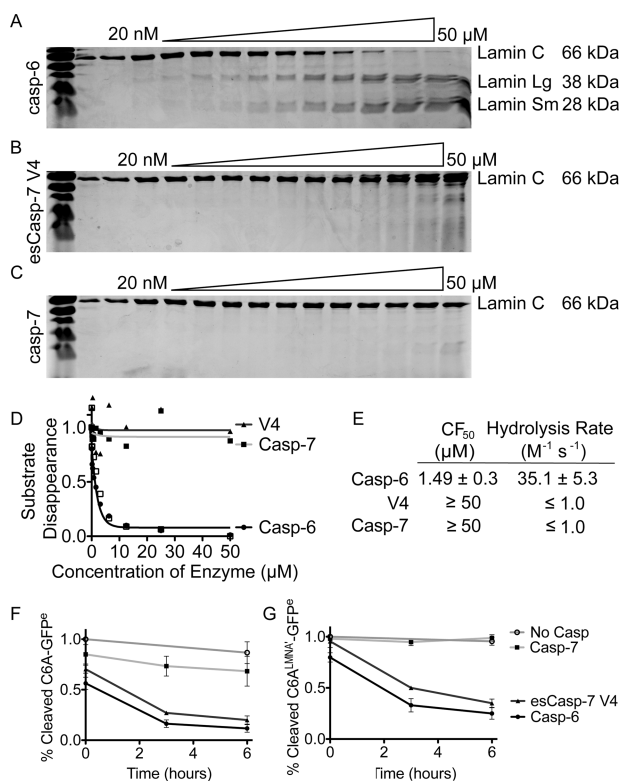 A
20 nM
50 µM
casp-6
Lamin C 66 kDa
Lamin Lg 38 kDa
Lamin Sm 28 kDa
B
20 nM
50 µM
esCasp-7 V4
Lamin C 66 kDa
C
20 nM
50 µM
casp-7
Lamin C 66 kDa
D
Substrate
Disappearance
1.0
0.5
0.0
0 10 20 30 40 50
Concentration of Enzyme (µM)
V4
Casp-7
Casp-6
E
CF50 Hydrolysis Rate
(µM) (M-1 s-1)
Casp-6 1.49 ± 0.3 35.1 ± 5.3
V4 ≥ 50 ≤ 1.0
Casp-7 ≥ 50 ≤ 1.0
F
% Cleaved C6A-GFPe
1.0
0.5
0.0
0 2 4 6
Time (hours)
G
% Cleaved C6ALMNA-GFPe
1.0
0.5
0.0
0 2 4 6
Time (hours)
No Casp
Casp-7
esCasp-7 V4
Casp-6